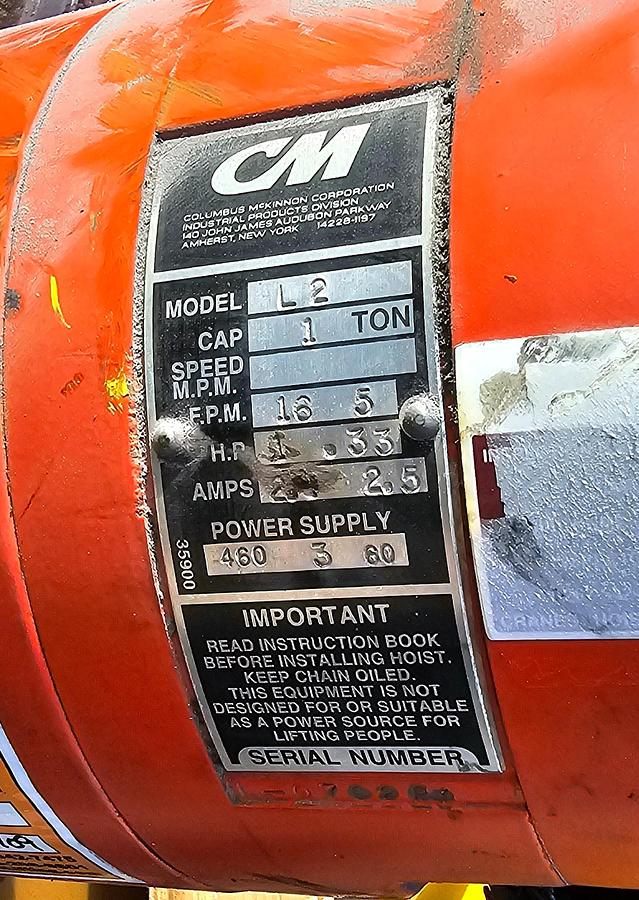 CM
COLUMBUS McKINNON CORPORATION
INDUSTRIAL PRODUCTS DIVISION
140 JOHN JAMES AUDUBON PARKWAY
AMHERST, NEW YORK 14228-1197
MODEL L2
CAP 1 TON
SPEED
M.P.M.
F.P.M. 16 5
H.P 1 .33
AMPS 2.5
POWER SUPPLY
460 3 60
35900
IMPORTANT
READ INSTRUCTION BOOK
BEFORE INSTALLING HOIST.
KEEP CHAIN OILED.
THIS EQUIPMENT IS NOT
DESIGNED FOR OR SUITABLE
AS A POWER SOURCE FOR
LIFTING PEOPLE.
SERIAL NUMBER